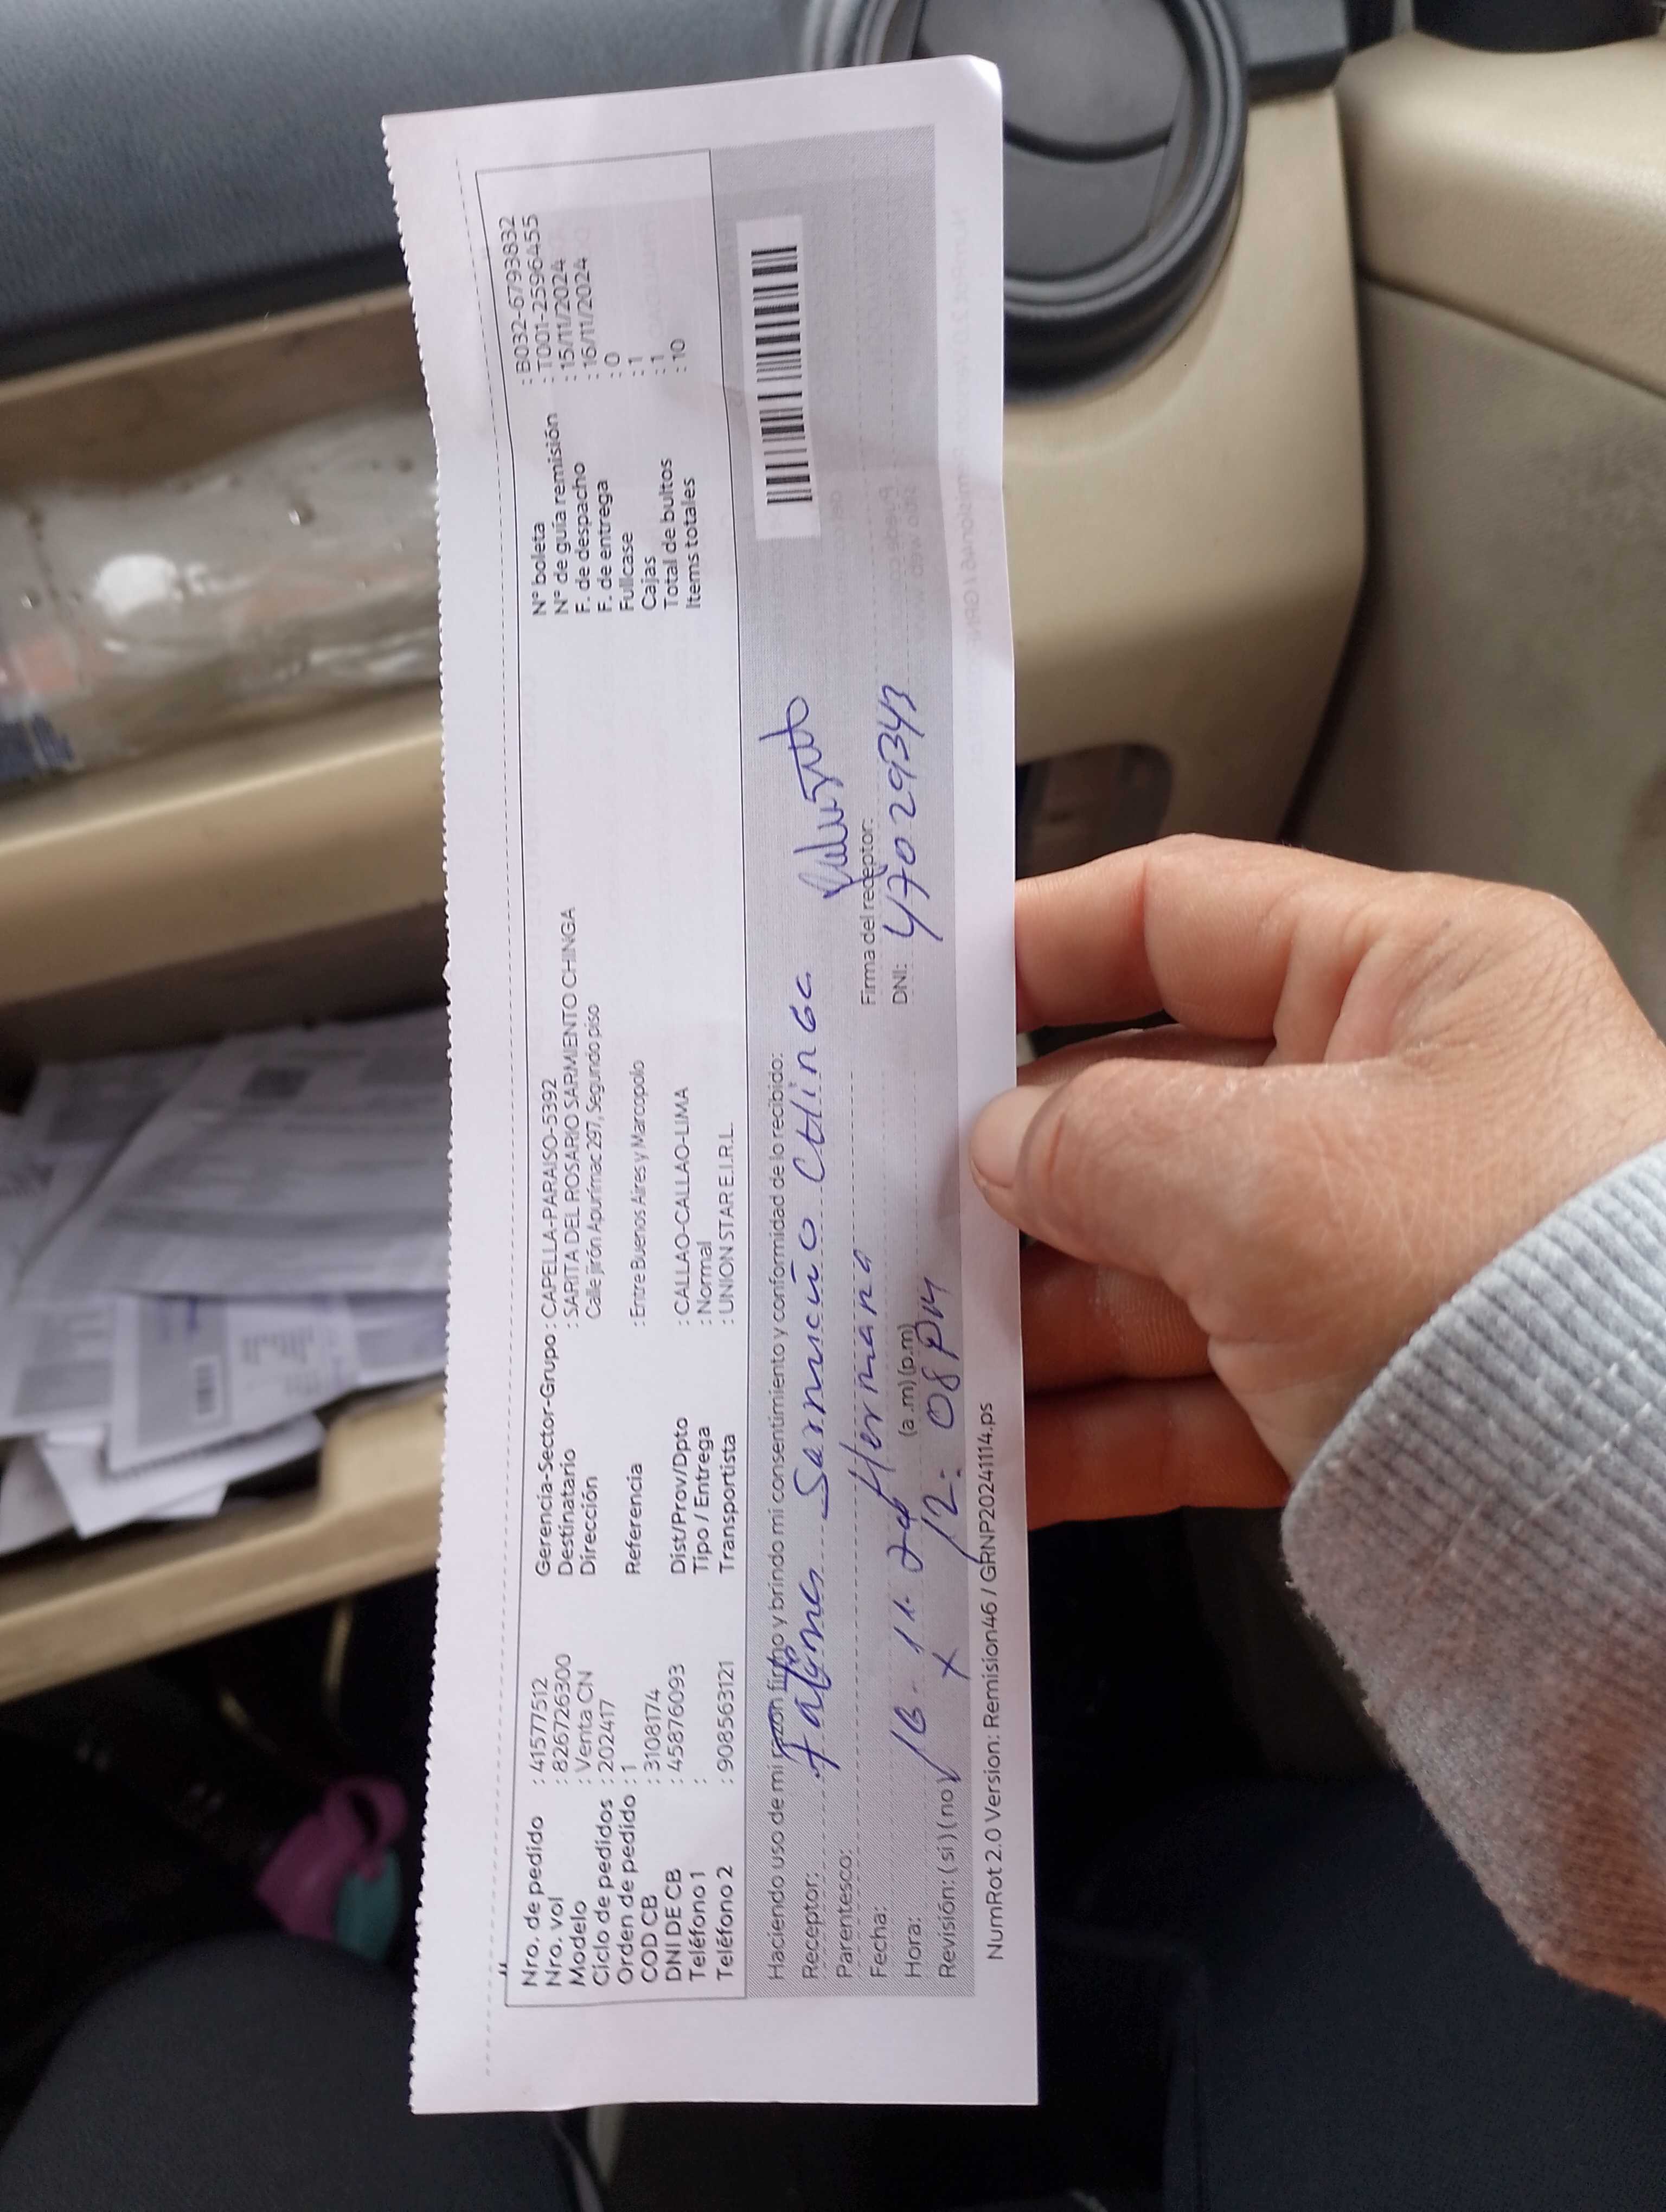 Nro. de pedido : 41577512
Nro. vol : 826726300
Modelo : Venta CN
Ciclo de pedidos : 202417
Orden de pedido : 1
COD CB : 3108174
DNI DE CB : 45876093
Teléfono 1 :
Teléfono 2 : 908563121
Gerencia-Sector-Grupo : CAPELLA-PARAISO-5392
Destinatario : SARITA DEL ROSARIO SARMIENTO CHINGA
Dirección Calle jirón Apurímac 297, Segundo piso
Referencia : Entre Buenos Aires y Marcopolo
Dist/Prov/Dpto : CALLAO-CALLAO-LIMA
Tipo / Entrega : Normal
Transportista : UNION STAR E.I.R.L.
N° boleta : B032-6793832
N° de guía remisión : T001-2596455
F. de despacho : 15/11/2024
F. de entrega : 16/11/2024
Fullcase : 0
Cajas : 1
Total de bultos : 1
Items totales : 10
Haciendo uso de mi razón firmo y brindo mi consentimiento y conformidad de lo recibido:
Receptor: Sarmiento CHinGa
Parentesco: Hermana
Firma del receptor:
Fecha: 16-11-24
DNI: 47029343
Hora: (a.m) (p.m) 12:08 PM
Revisión: (si) (no)
NumRot 2.0 Version: Remision46 / GRNP20241114.ps